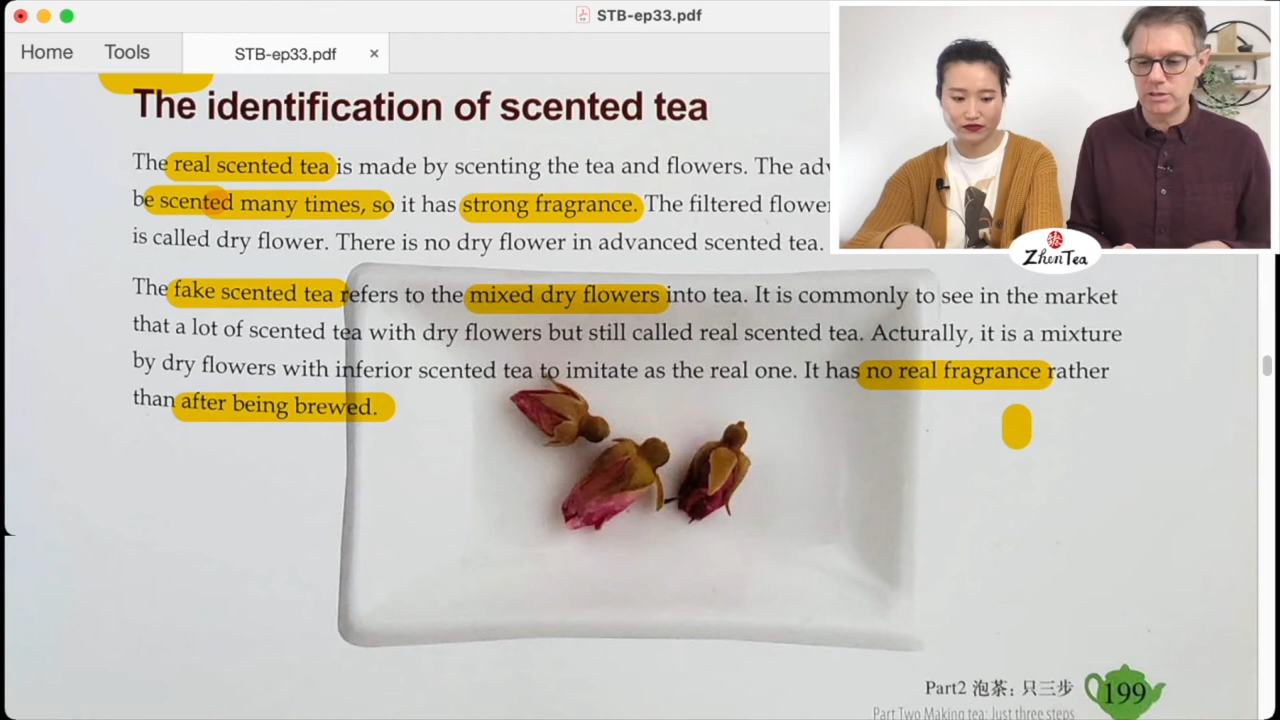 STB-ep33.pdf
Home Tools STB-ep33.pdf ×
The identification of scented tea
The real scented tea is made by scenting the tea and flowers. The adv
be scented many times, so it has strong fragrance. The filtered flower
is called dry flower. There is no dry flower in advanced scented tea.
The fake scented tea refers to the mixed dry flowers into tea. It is commonly to see in the market
that a lot of scented tea with dry flowers but still called real scented tea. Acturally, it is a mixture
by dry flowers with inferior scented tea to imitate as the real one. It has no real fragrance rather
than after being brewed.
Zhen Tea
Part2 泡茶：只三步
199
Part Two Making tea: Just three steps